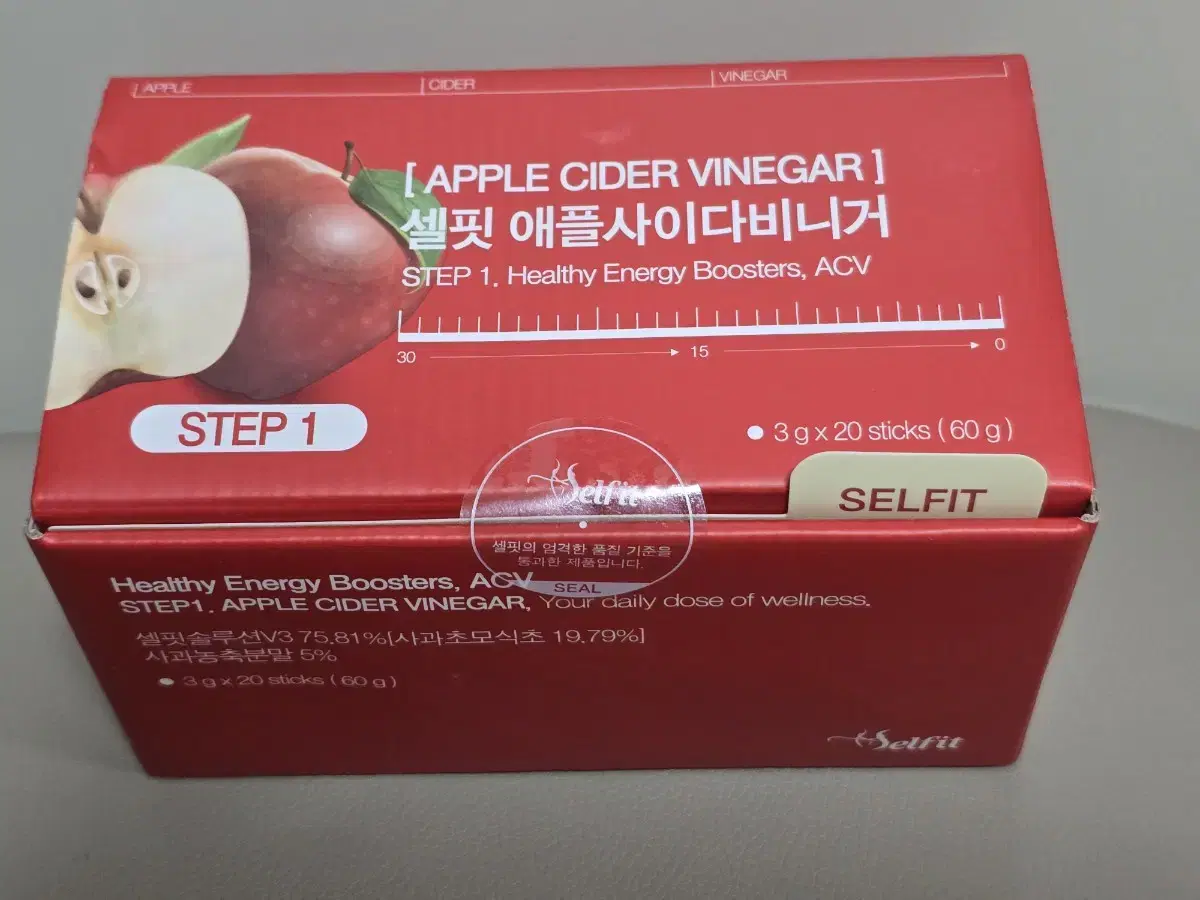 APPLE
CIDER
VINEGAR
[ APPLE CIDER VINEGAR ]
셀핏 애플사이다비니거
STEP 1. Healthy Energy Boosters, ACV
30
15
0
STEP 1
3 g x 20 sticks ( 60 g )
SELFIT
Selfit
셀핏의 엄격한 품질 기준을
통과한 제품입니다.
SEAL
Healthy Energy Boosters, ACV
STEP1. APPLE CIDER VINEGAR, Your daily dose of wellness.
셀핏솔루션V3 75.81%[사과초모식초 19.79%]
사과농축분말 5%
3 g x 20 sticks ( 60 g )
Selfit